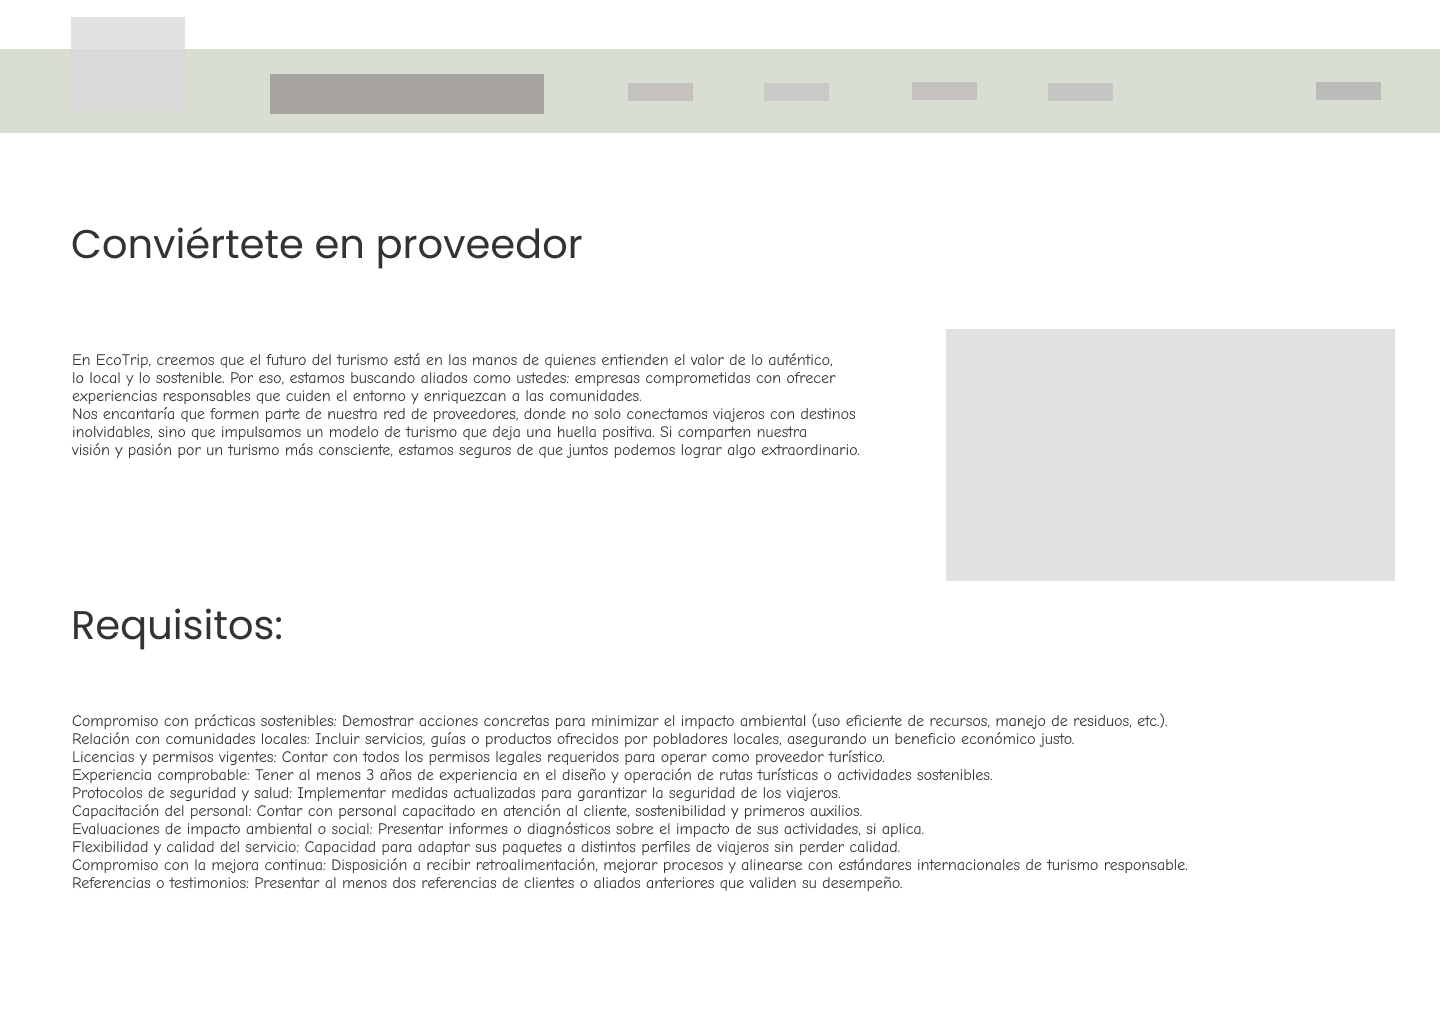 Conviértete en proveedor
En EcoTrip, creemos que el futuro del turismo está en las manos de quienes entienden el valor de lo auténtico,
lo local y lo sostenible. Por eso, estamos buscando aliados como ustedes: empresas comprometidas con ofrecer
experiencias responsables que cuiden el entorno y enriquezcan a las comunidades.
Nos encantaría que formen parte de nuestra red de proveedores, donde no solo conectamos viajeros con destinos
inolvidables, sino que impulsamos un modelo de turismo que deja una huella positiva. Si comparten nuestra
visión y pasión por un turismo más consciente, estamos seguros de que juntos podemos lograr algo extraordinario.
Requisitos:
Compromiso con prácticas sostenibles: Demostrar acciones concretas para minimizar el impacto ambiental (uso eficiente de recursos, manejo de residuos, etc.).
Relación con comunidades locales: Incluir servicios, guías o productos ofrecidos por pobladores locales, asegurando un beneficio económico justo.
Licencias y permisos vigentes: Contar con todos los permisos legales requeridos para operar como proveedor turístico.
Experiencia comprobable: Tener al menos 3 años de experiencia en el diseño y operación de rutas turísticas o actividades sostenibles.
Protocolos de seguridad y salud: Implementar medidas actualizadas para garantizar la seguridad de los viajeros.
Capacitación del personal: Contar con personal capacitado en atención al cliente, sostenibilidad y primeros auxilios.
Evaluaciones de impacto ambiental o social: Presentar informes o diagnósticos sobre el impacto de sus actividades, si aplica.
Flexibilidad y calidad del servicio: Capacidad para adaptar sus paquetes a distintos perfiles de viajeros sin perder calidad.
Compromiso con la mejora continua: Disposición a recibir retroalimentación, mejorar procesos y alinearse con estándares internacionales de turismo responsable.
Referencias o testimonios: Presentar al menos dos referencias de clientes o aliados anteriores que validen su desempeño.